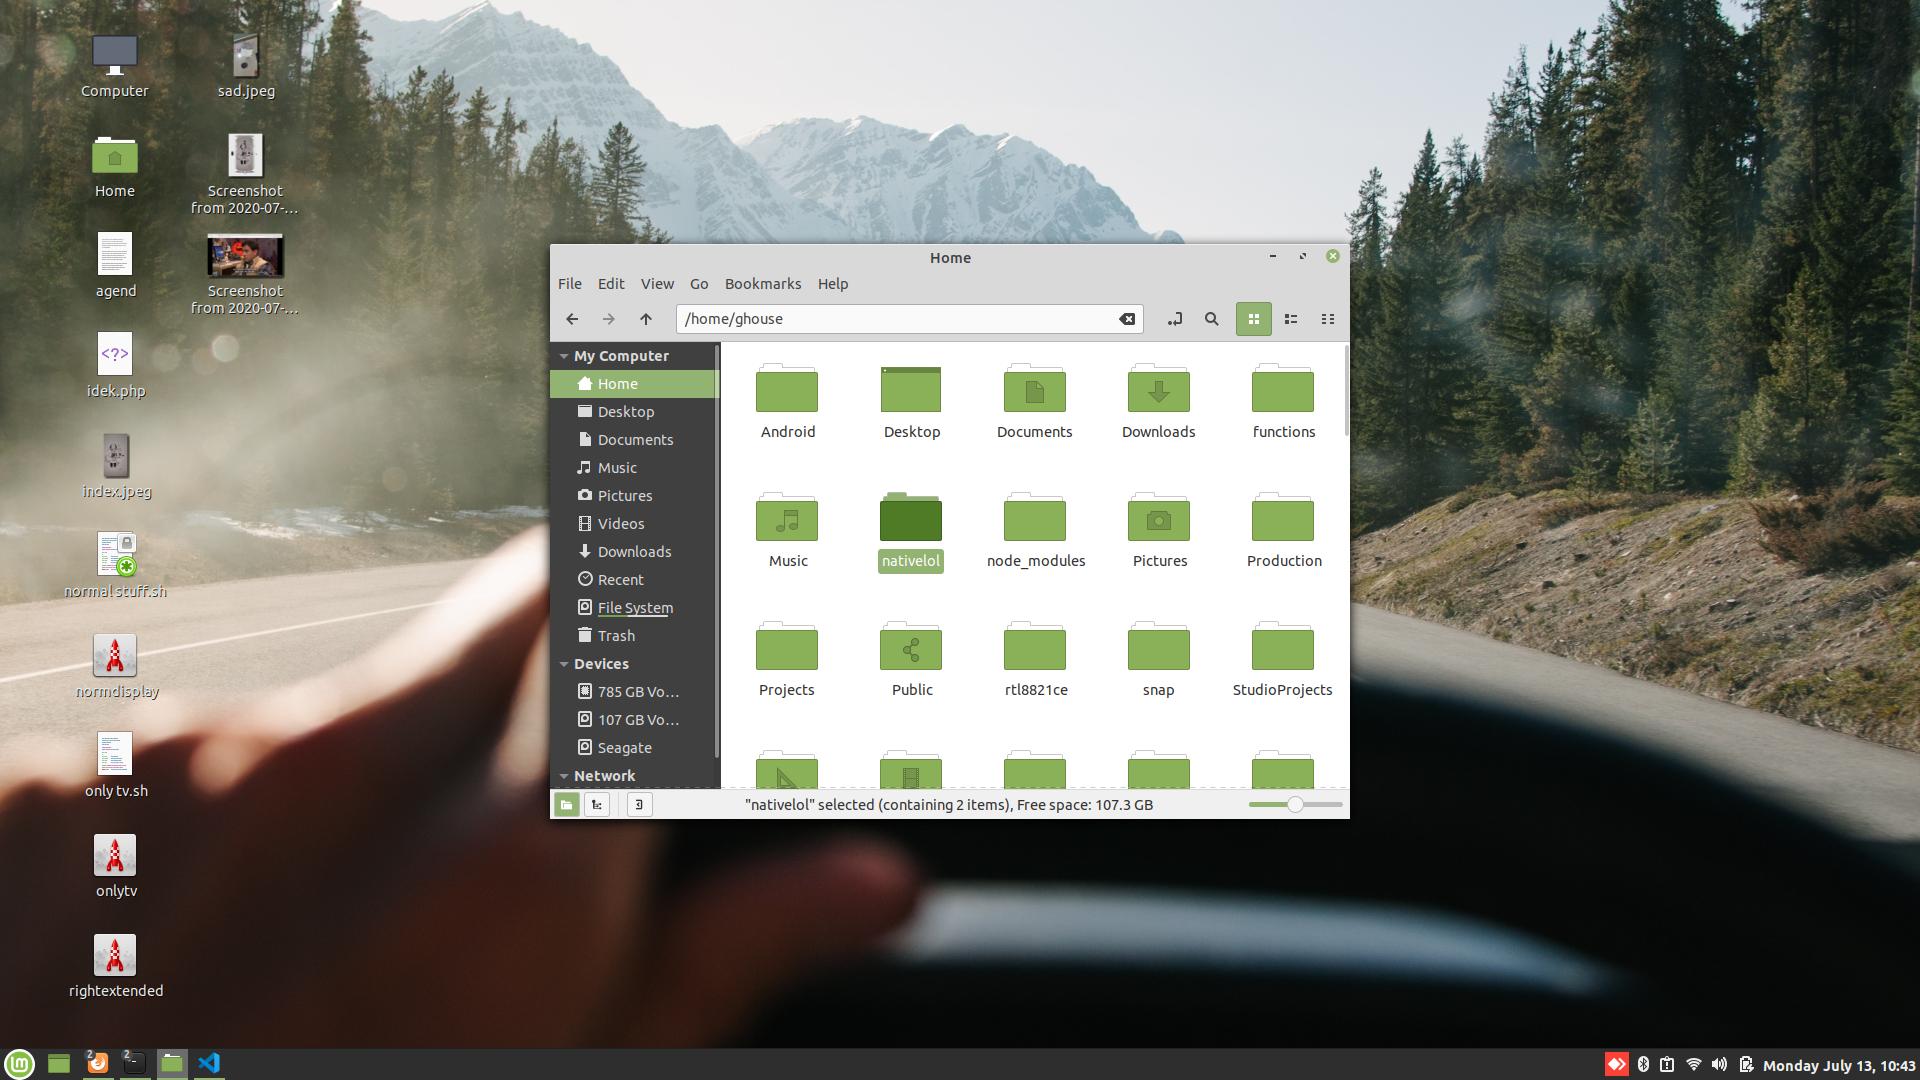 Computer
sad.jpeg
Home
Screenshot
from 2020-07-...
agend
Screenshot
from 2020-07-...
idek.php
<?>
index.jpeg
normal stuff.sh
normdisplay
only tv.sh
onlytv
rightextended
Home
File Edit View Go Bookmarks Help
/home/ghouse
My Computer
Home
Desktop
Documents
Music
Pictures
Videos
Downloads
Recent
File System
Trash
Devices
785 GB Vo...
107 GB Vo...
Seagate
Network
Android Desktop Documents Downloads functions
Music nativelol node_modules Pictures Production
Projects Public rtl8821ce snap StudioProjects
"nativelol" selected (containing 2 items), Free space: 107.3 GB
2 2
Monday July 13, 10:43